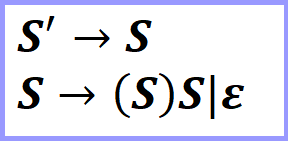 S′ → S
S → (S)S|ε